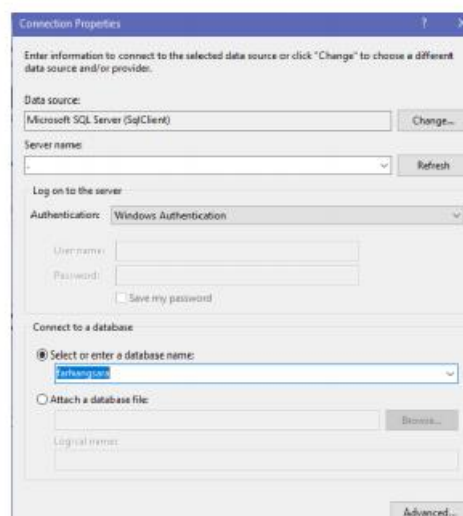 Connection Properties
? X
Enter information to connect to the selected data source or click "Change" to choose a different
data source and/or provider.
Data source:
Microsoft SQL Server (SqlClient)
Change...
Server name:
.
Refresh
Log on to the server
Authentication: Windows Authentication
User name:
Password:
Save my password
Connect to a database
Select or enter a database name:
farhangsara
Attach a database file:
Browse...
Logical name:
Advanced...